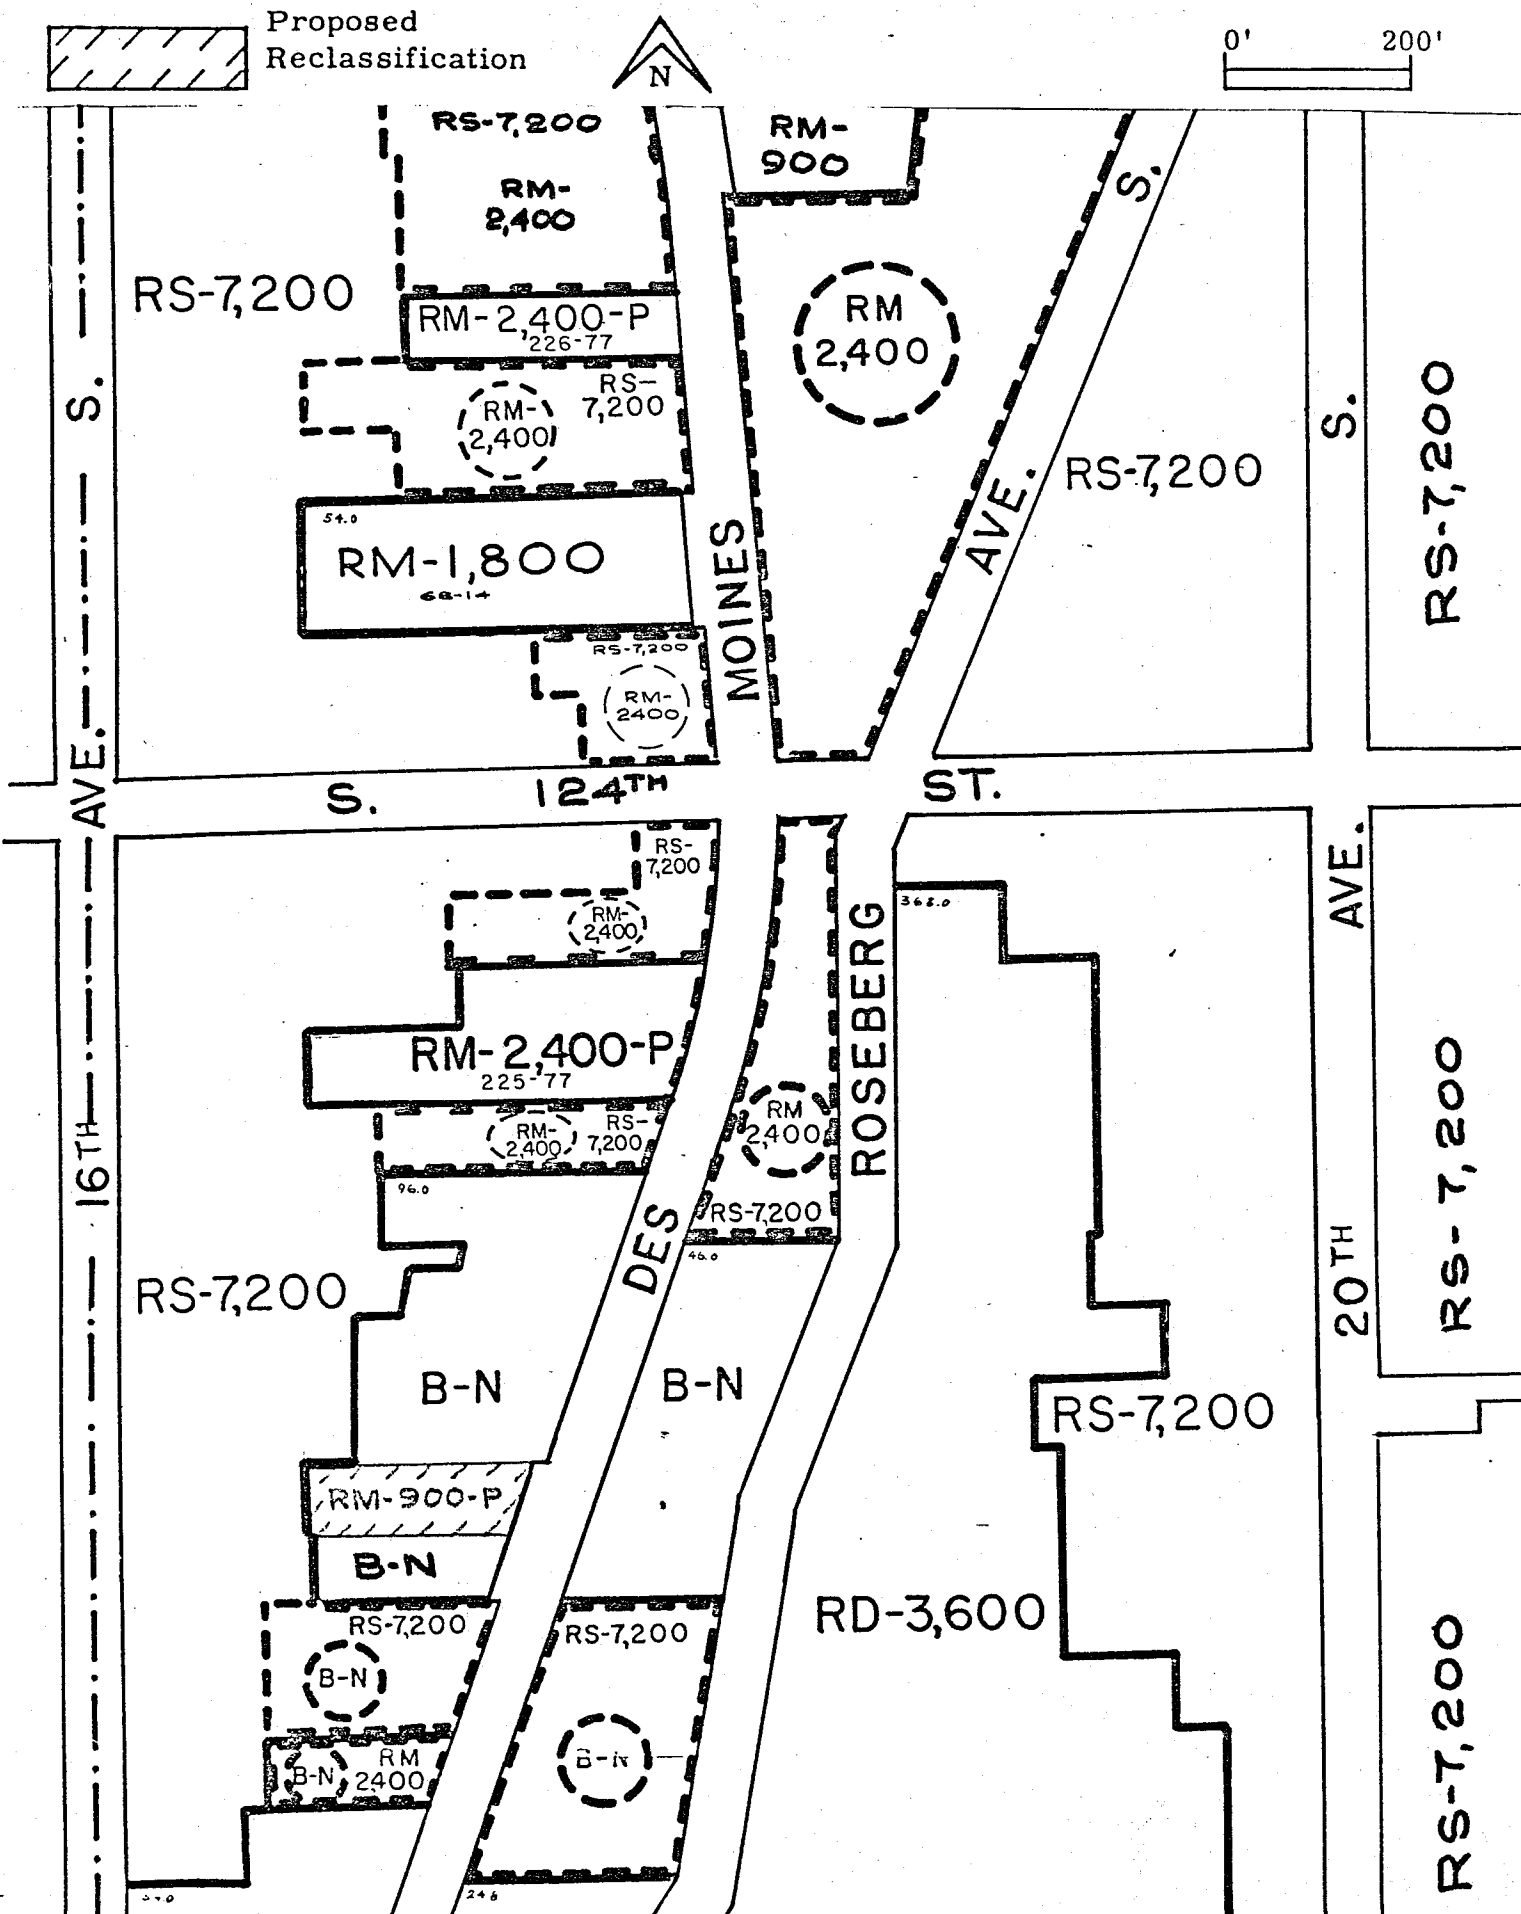 Proposed
Reclassification
N
0' 200'
RS-7,200
RM-
900
RM-
2,400
S.
RS-7,200
RM-2,400-P
226-77
RM
2,400
RS-
7,200
RM-
2,400
S.
S.
RS-7,200
RS-7,200
AVE.
54.0
RM-1,800
68-14
MOINES
RS-7,200
RM-
2400
AVE.
S. 124TH ST.
RS-
7,200
RM-
2,400
368.0
AVE.
ROSEBERG
RM-2,400-P
225-77
RM-
2,400
RS-
7,200
RM
2,400
16TH
96.0
RS-7,200
DES
46.0
RS-7,200
20TH
RS-7,200
B-N
B-N
RS-7,200
RM-900-P
B-N
RD-3,600
RS-7,200
RS-7,200
B-N
RS-7,200
B-N
B-N
RM
2400
246